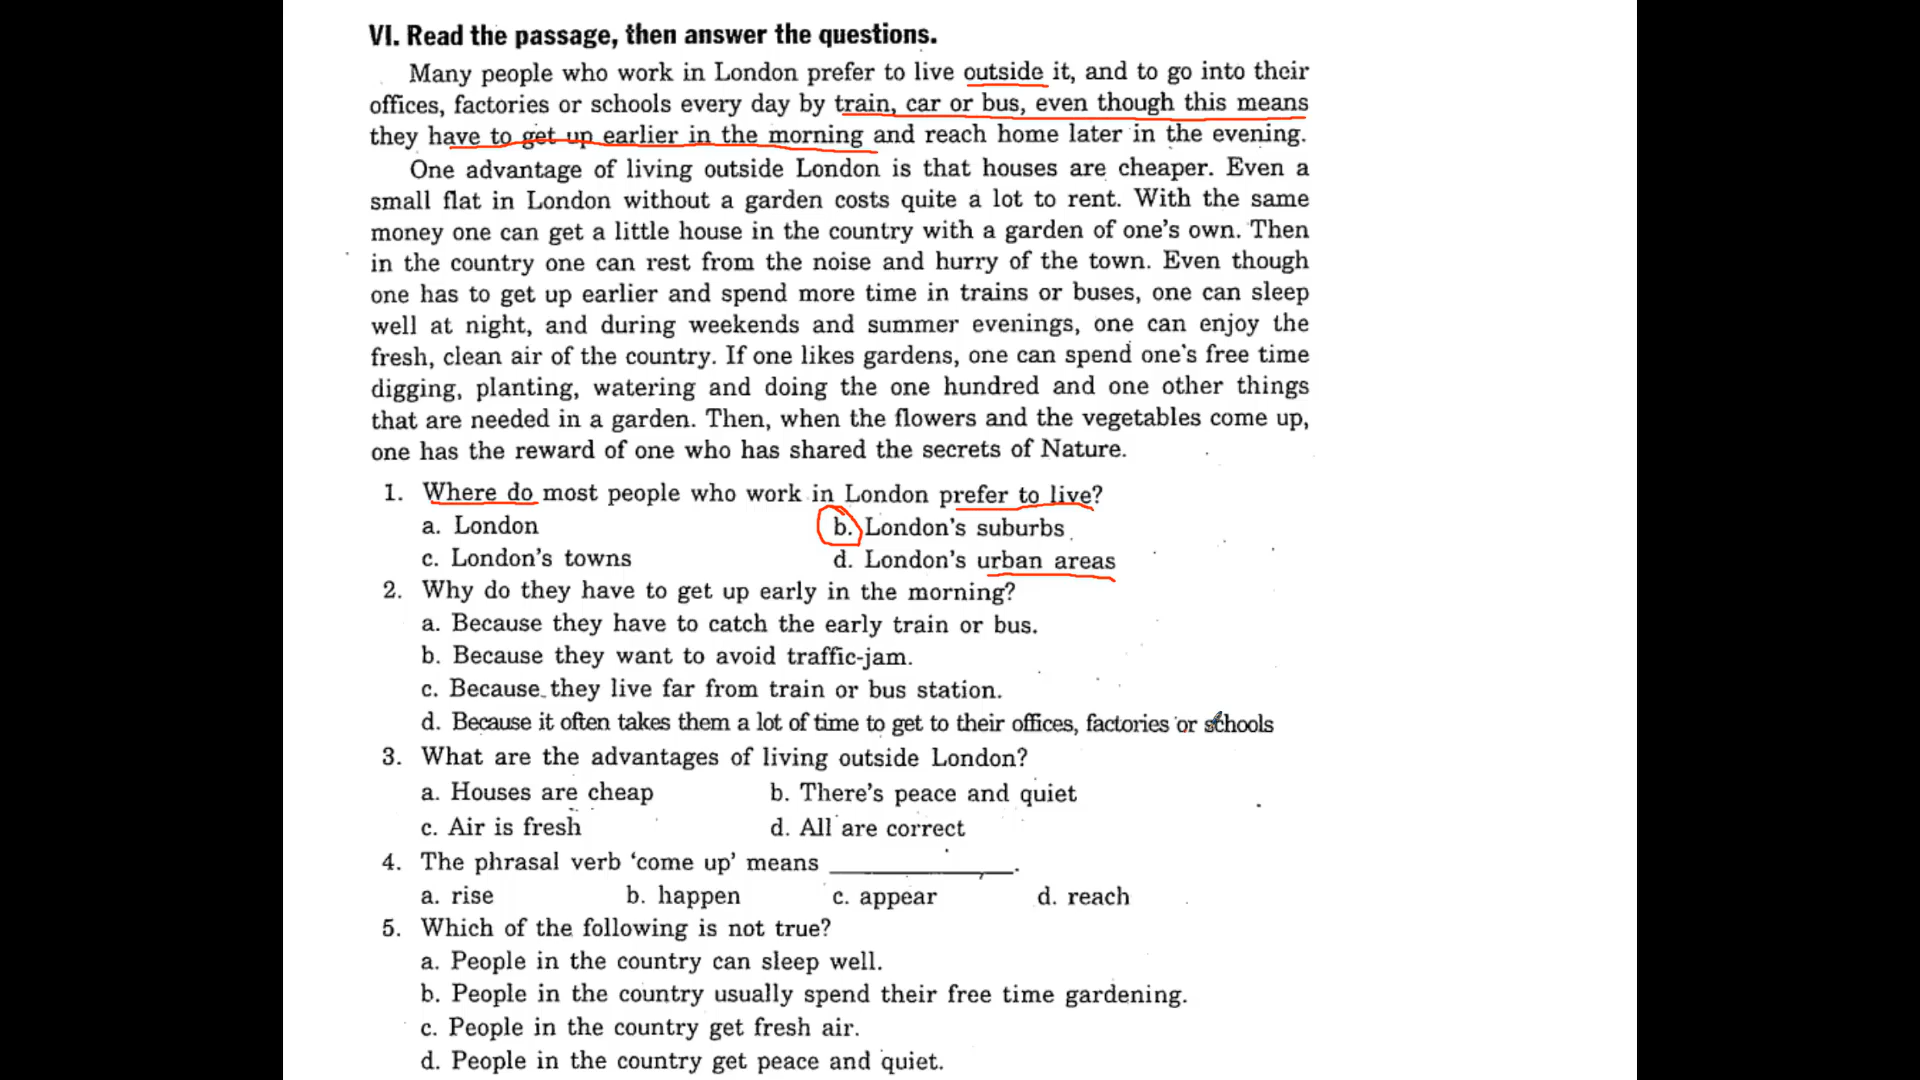 VI. Read the passage, then answer the questions.
Many people who work in London prefer to live outside it, and to go into their
offices, factories or schools every day by train, car or bus, even though this means
they have to get up earlier in the morning and reach home later in the evening.
One advantage of living outside London is that houses are cheaper. Even a
small flat in London without a garden costs quite a lot to rent. With the same
money one can get a little house in the country with a garden of one's own. Then
in the country one can rest from the noise and hurry of the town. Even though
one has to get up earlier and spend more time in trains or buses, one can sleep
well at night, and during weekends and summer evenings, one can enjoy the
fresh, clean air of the country. If one likes gardens, one can spend one's free time
digging, planting, watering and doing the one hundred and one other things
that are needed in a garden. Then, when the flowers and the vegetables come up,
one has the reward of one who has shared the secrets of Nature.
1. Where do most people who work in London prefer to live?
a. London b. London's suburbs
c. London's towns d. London's urban areas
2. Why do they have to get up early in the morning?
a. Because they have to catch the early train or bus.
b. Because they want to avoid traffic-jam.
c. Because they live far from train or bus station.
d. Because it often takes them a lot of time to get to their offices, factories or schools
3. What are the advantages of living outside London?
a. Houses are cheap b. There's peace and quiet
c. Air is fresh d. All are correct
4. The phrasal verb 'come up' means ____________.
a. rise b. happen c. appear d. reach
5. Which of the following is not true?
a. People in the country can sleep well.
b. People in the country usually spend their free time gardening.
c. People in the country get fresh air.
d. People in the country get peace and quiet.